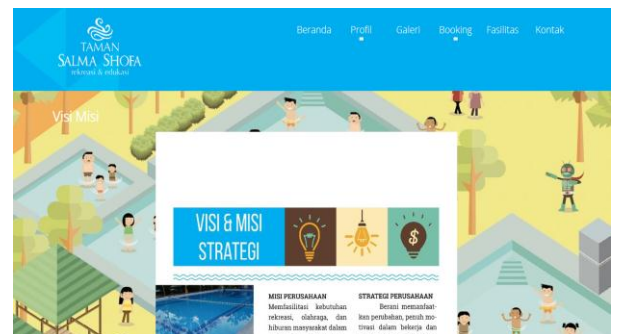 TAMAN
SALMA SHOFA
rekreasi & edukasi
Beranda Profil Galeri Booking Fasilitas Kontak
Visi Misi
VISI & MISI
STRATEGI
MISI PERUSAHAAN
Memfasilitasi kebutuhan
rekreasi, olahraga, dan
hiburan masyarakat dalam
STRATEGI PERUSAHAAN
Berani memanfaat-
kan perubahan, penuh mo-
tivasi dalam bekerja dan